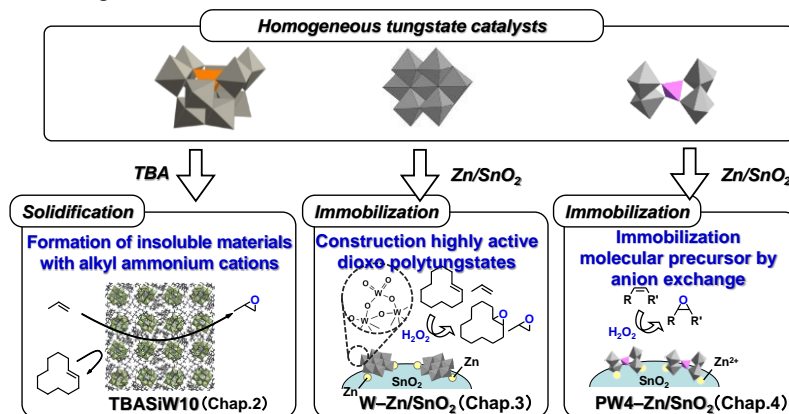 Homogeneous tungstate catalysts
TBA
Zn/SnO₂
Zn/SnO₂
Solidification
Formation of insoluble materials
with alkyl ammonium cations
O
TBASiW10(Chap.2)
Immobilization
Construction highly active
dioxo polytungstates
O
O
W
O
O
O
O
W
O
W
H₂O₂
O
O
Zn
Zn
SnO₂
W–Zn/SnO₂(Chap.3)
Immobilization
Immobilization
molecular precursor by
anion exchange
R R'
O
H₂O₂
R R'
Zn²⁺
SnO₂
PW4–Zn/SnO₂(Chap.4)